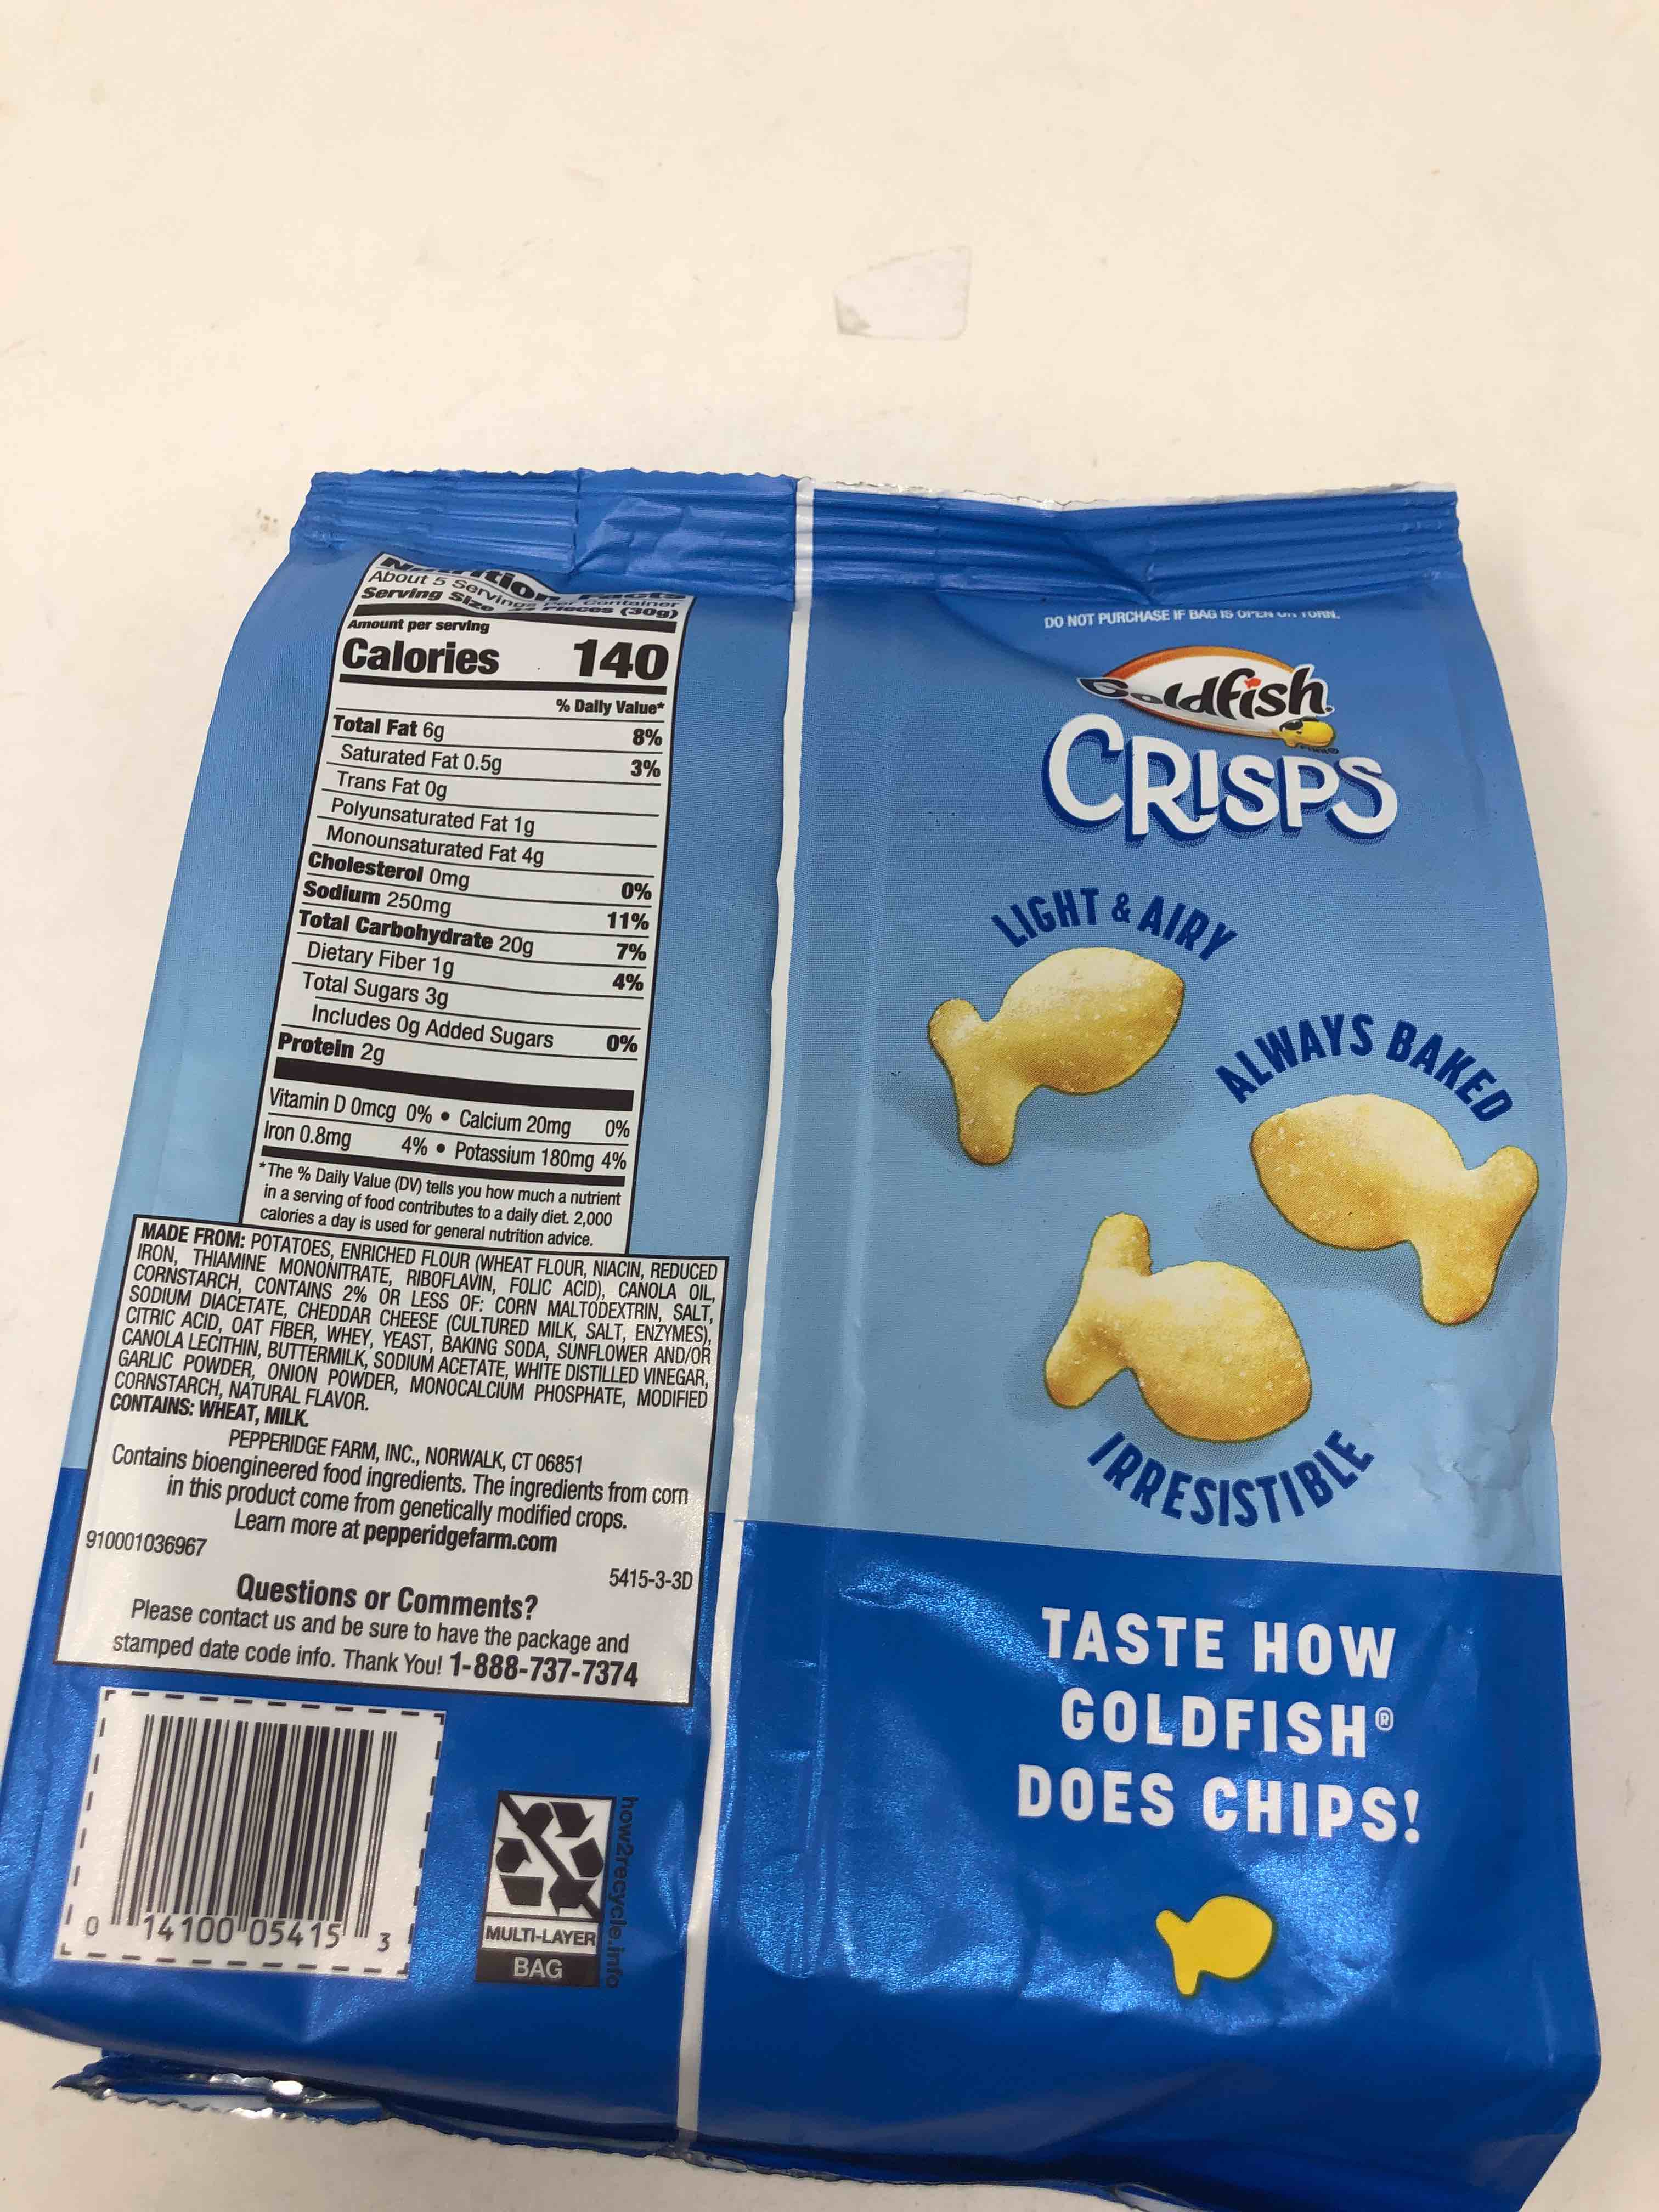 Nutrition Facts
About 5 Servings Per Container
Serving Size Pieces (30g)
Amount per serving
Calories 140
% Daily Value*
Total Fat 6g 8%
Saturated Fat 0.5g 3%
Trans Fat 0g
Polyunsaturated Fat 1g
Monounsaturated Fat 4g
Cholesterol 0mg 0%
Sodium 250mg 11%
Total Carbohydrate 20g 7%
Dietary Fiber 1g 4%
Total Sugars 3g
Includes 0g Added Sugars 0%
Protein 2g
Vitamin D 0mcg 0% • Calcium 20mg 0%
Iron 0.8mg 4% • Potassium 180mg 4%
*The % Daily Value (DV) tells you how much a nutrient
in a serving of food contributes to a daily diet. 2,000
calories a day is used for general nutrition advice.
MADE FROM: POTATOES, ENRICHED FLOUR (WHEAT FLOUR, NIACIN, REDUCED
IRON, THIAMINE MONONITRATE, RIBOFLAVIN, FOLIC ACID), CANOLA OIL,
CORNSTARCH, CONTAINS 2% OR LESS OF: CORN MALTODEXTRIN, SALT,
SODIUM DIACETATE, CHEDDAR CHEESE (CULTURED MILK, SALT, ENZYMES),
CITRIC ACID, OAT FIBER, WHEY, YEAST, BAKING SODA, SUNFLOWER AND/OR
CANOLA LECITHIN, BUTTERMILK, SODIUM ACETATE, WHITE DISTILLED VINEGAR,
GARLIC POWDER, ONION POWDER, MONOCALCIUM PHOSPHATE, MODIFIED
CORNSTARCH, NATURAL FLAVOR.
CONTAINS: WHEAT, MILK.
PEPPERIDGE FARM, INC., NORWALK, CT 06851
Contains bioengineered food ingredients. The ingredients from corn
in this product come from genetically modified crops.
Learn more at pepperidgefarm.com
910001036967
5415-3-3D
Questions or Comments?
Please contact us and be sure to have the package and
stamped date code info. Thank You! 1-888-737-7374
0 14100 05415 3
MULTI-LAYER
BAG
how2recycle.info
DO NOT PURCHASE IF BAG IS OPEN OR TORN.
Goldfish®
CRISPS
LIGHT & AIRY
ALWAYS BAKED
IRRESISTIBLE
TASTE HOW
GOLDFISH®
DOES CHIPS!